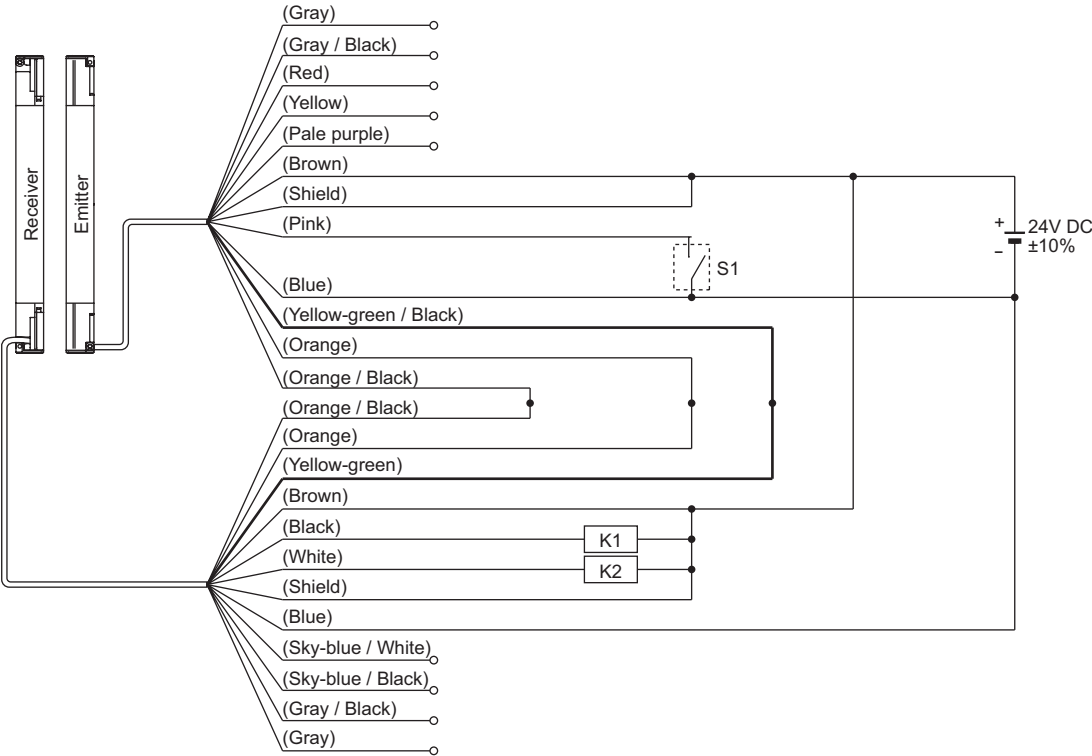 (Gray)
(Gray / Black)
(Red)
(Yellow)
(Pale purple)
(Brown)
(Shield)
(Pink)
Receiver
Emitter
+
24V DC
-
±10%
S1
(Blue)
(Yellow-green / Black)
(Orange)
(Orange / Black)
(Orange / Black)
(Orange)
(Yellow-green)
(Brown)
(Black)
K1
(White)
K2
(Shield)
(Blue)
(Sky-blue / White)
(Sky-blue / Black)
(Gray / Black)
(Gray)